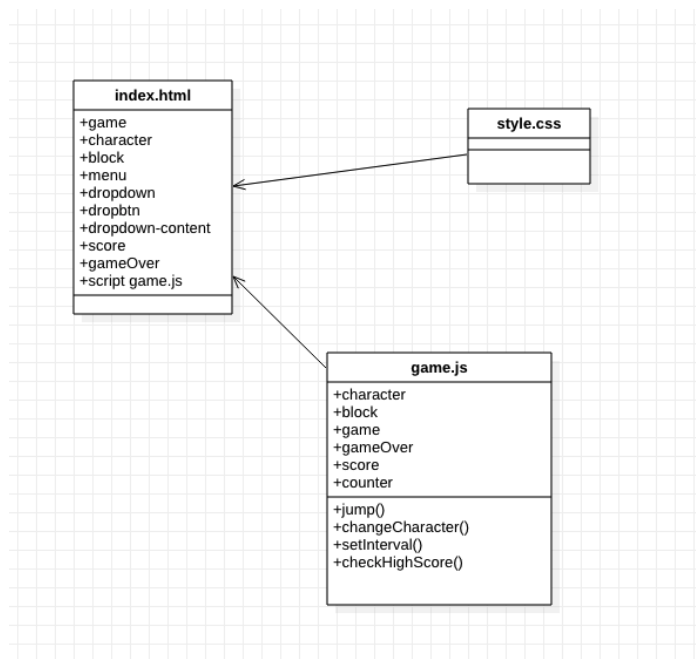 index.html
+game
+character
+block
+menu
+dropdown
+dropbtn
+dropdown-content
+score
+gameOver
+script game.js
style.css
game.js
+character
+block
+game
+gameOver
+score
+counter
+jump()
+changeCharacter()
+setInterval()
+checkHighScore()